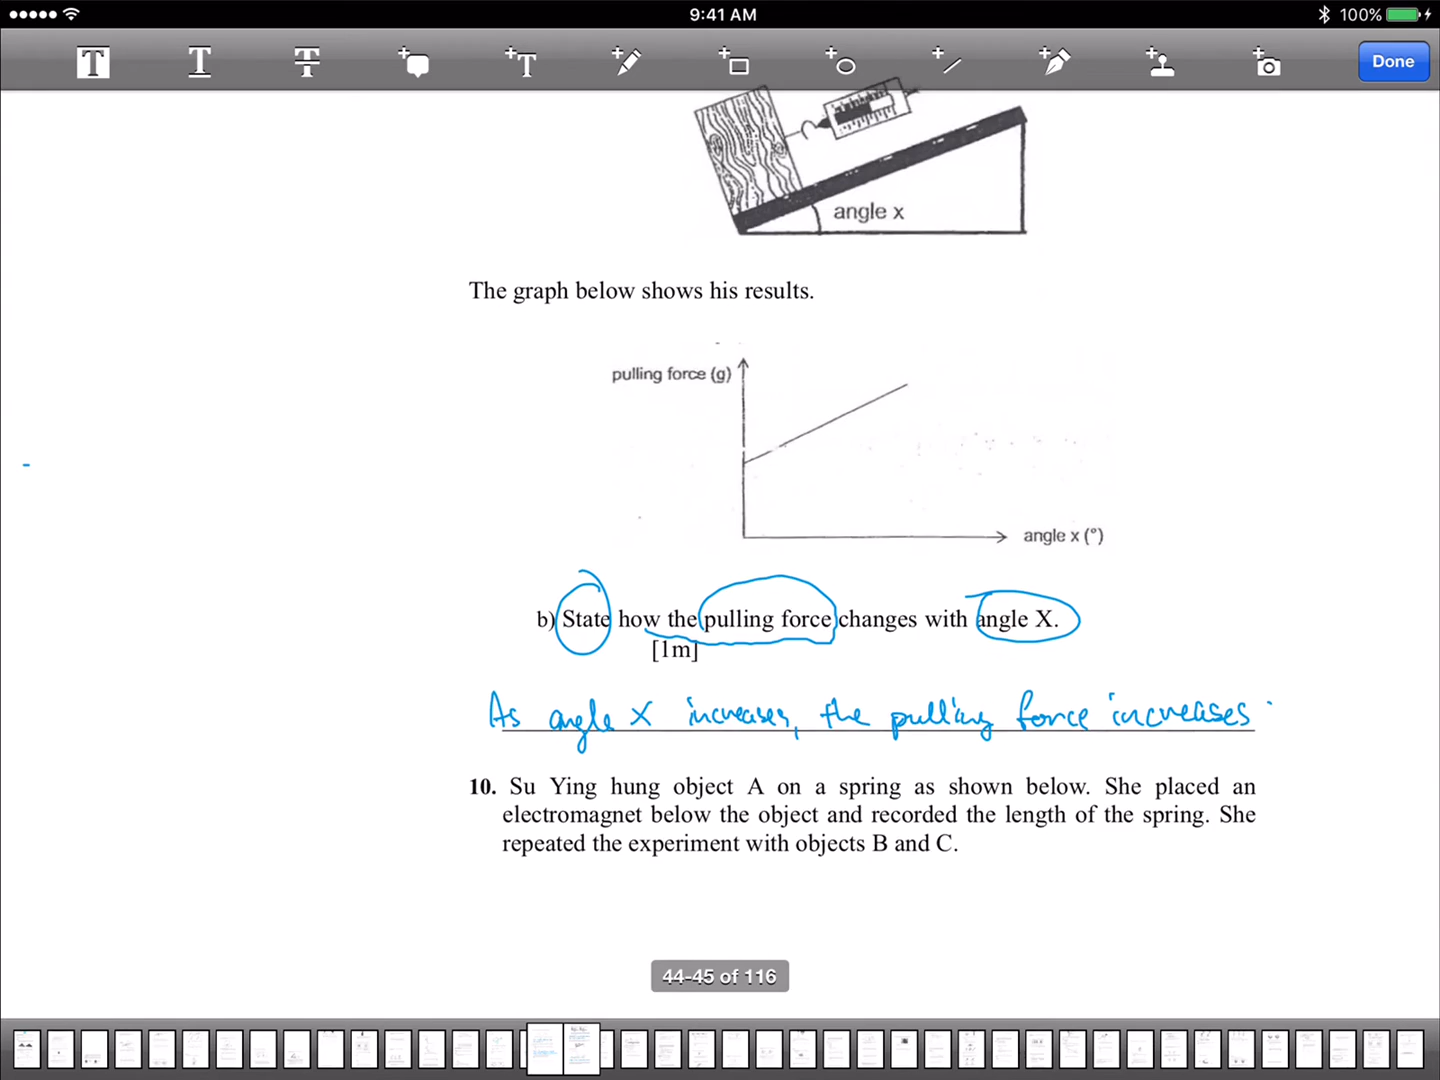 9:41 AM
100%
T T T T
Done
angle x
The graph below shows his results.
pulling force (g)
angle x (°)
b) State how the pulling force changes with angle X.
[1m]
As angle X increases, the pulling force increases.
10. Su Ying hung object A on a spring as shown below. She placed an
electromagnet below the object and recorded the length of the spring. She
repeated the experiment with objects B and C.
44-45 of 116